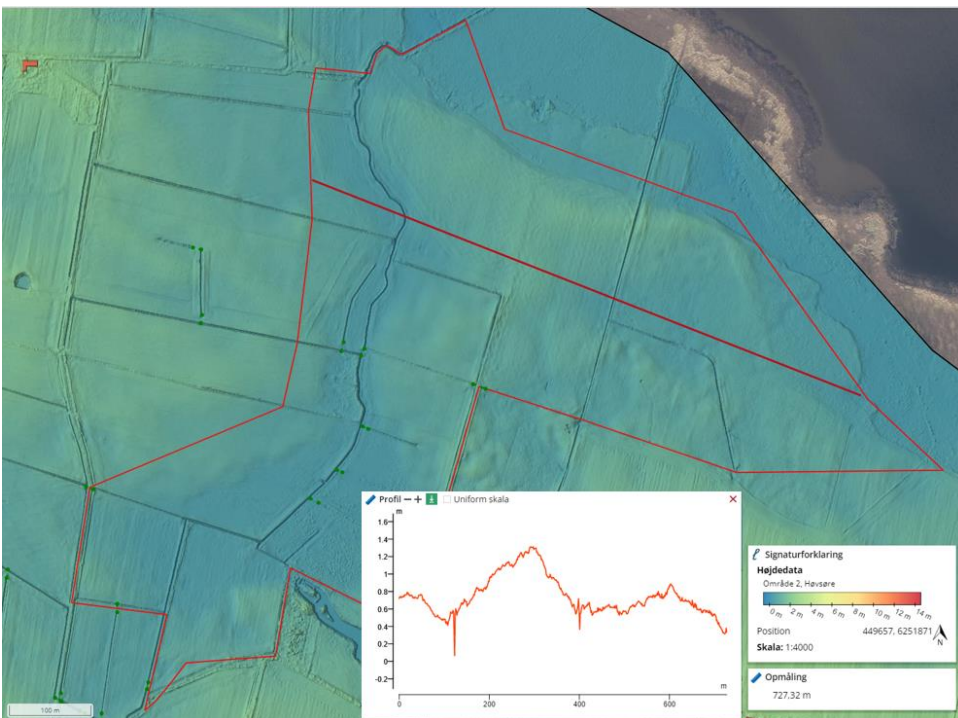 100 m
Profil − + Uniform skala
m
1.6
1.4
1.2
1
0.8
0.6
0.4
0.2
0
-0.2
m
0 200 400 600
Signaturforklaring
Højdedata
Område 2, Høvsøre
0 m 2 m 4 m 6 m 8 m 10 m 12 m 14 m
Position 449657, 6251871
N
Skala: 1:4000
Opmåling
727.32 m